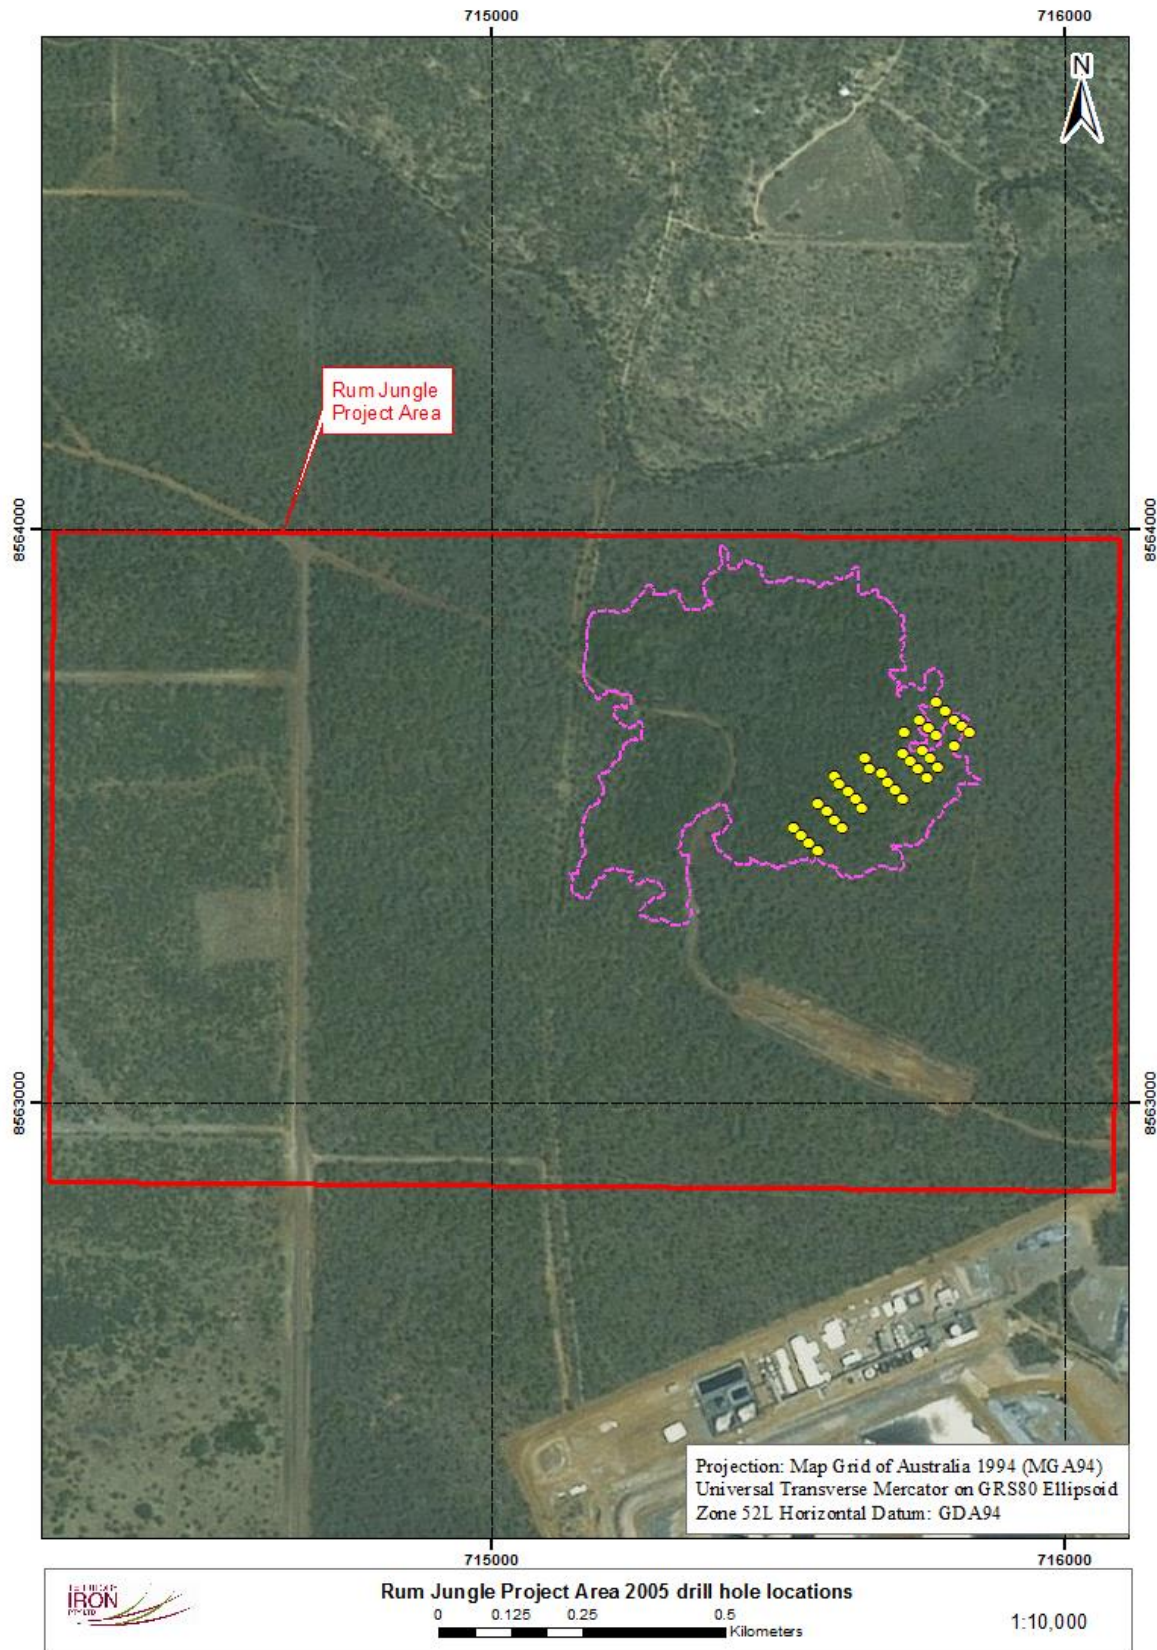 715000
716000
N
Rum Jungle
Project Area
8564000
8564000
8563000
8563000
Projection: Map Grid of Australia 1994 (MGA94)
Universal Transverse Mercator on GRS80 Ellipsoid
Zone 52L Horizontal Datum: GDA94
715000
716000
IRON
PTY LTD
Rum Jungle Project Area 2005 drill hole locations
0 0.125 0.25 0.5
Kilometers
1:10,000